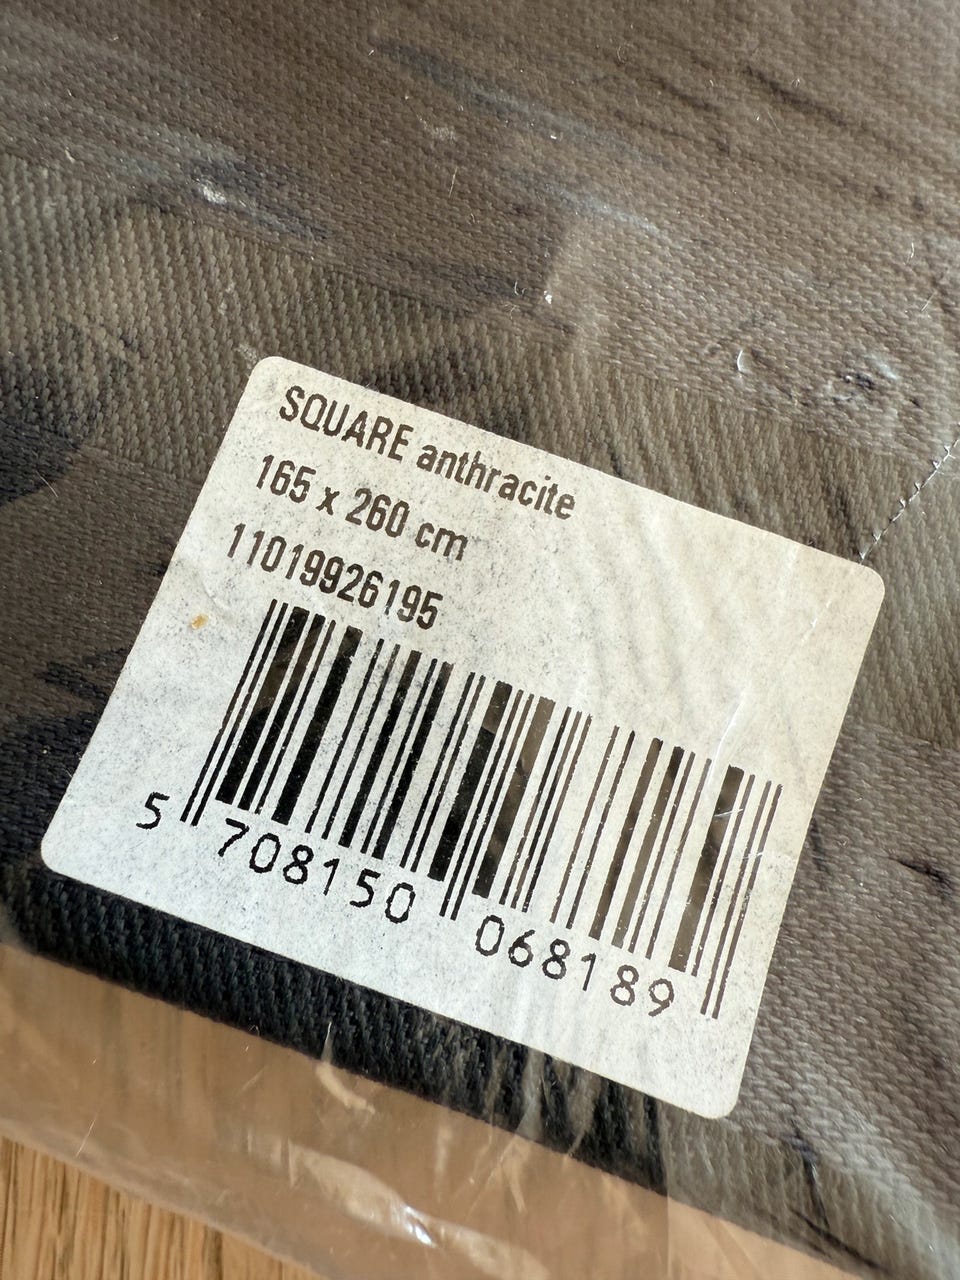 SQUARE anthracite
165 x 260 cm
11019926195
5 708150 068189